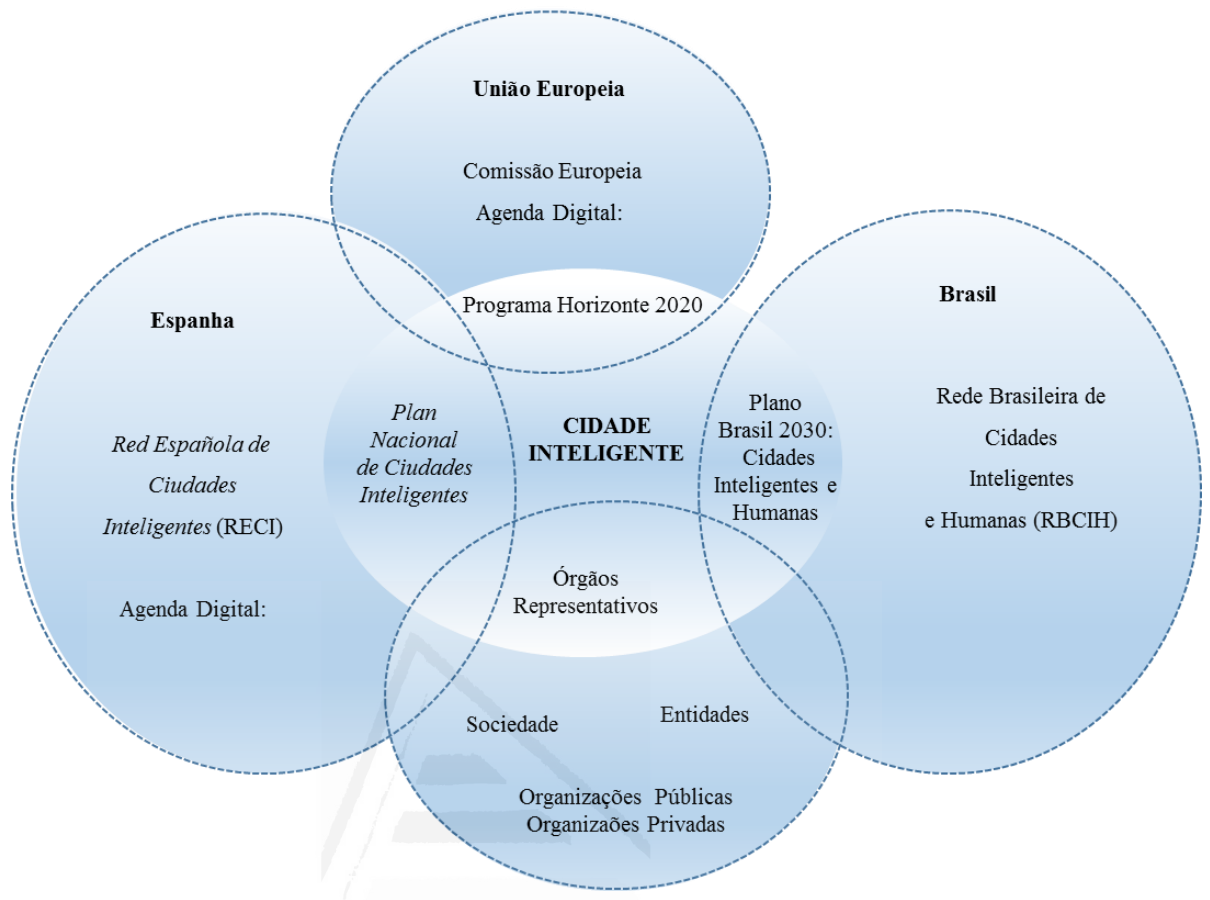 União Europeia
Comissão Europeia
Agenda Digital:
Programa Horizonte 2020
Espanha
Red Española de
Ciudades
Inteligentes (RECI)
Agenda Digital:
Plan
Nacional
de Ciudades
Inteligentes
CIDADE
INTELIGENTE
Plano
Brasil 2030:
Cidades
Inteligentes e
Humanas
Brasil
Rede Brasileira de
Cidades
Inteligentes
e Humanas (RBCIH)
Órgãos
Representativos
Sociedade
Entidades
Organizações Públicas
Organizaões Privadas